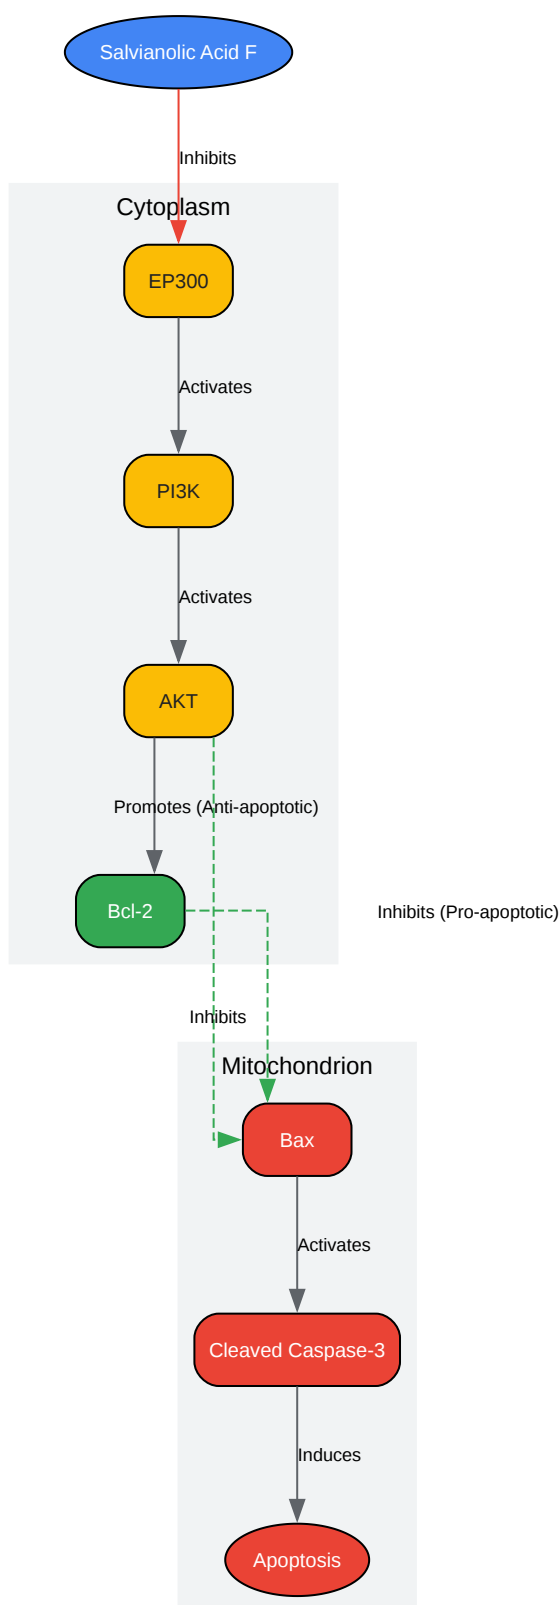 Salvianolic Acid F
Inhibits
Cytoplasm
EP300
Activates
PI3K
Activates
AKT
Promotes (Anti-apoptotic)
Bcl-2
Inhibits (Pro-apoptotic)
Inhibits
Mitochondrion
Bax
Activates
Cleaved Caspase-3
Induces
Apoptosis